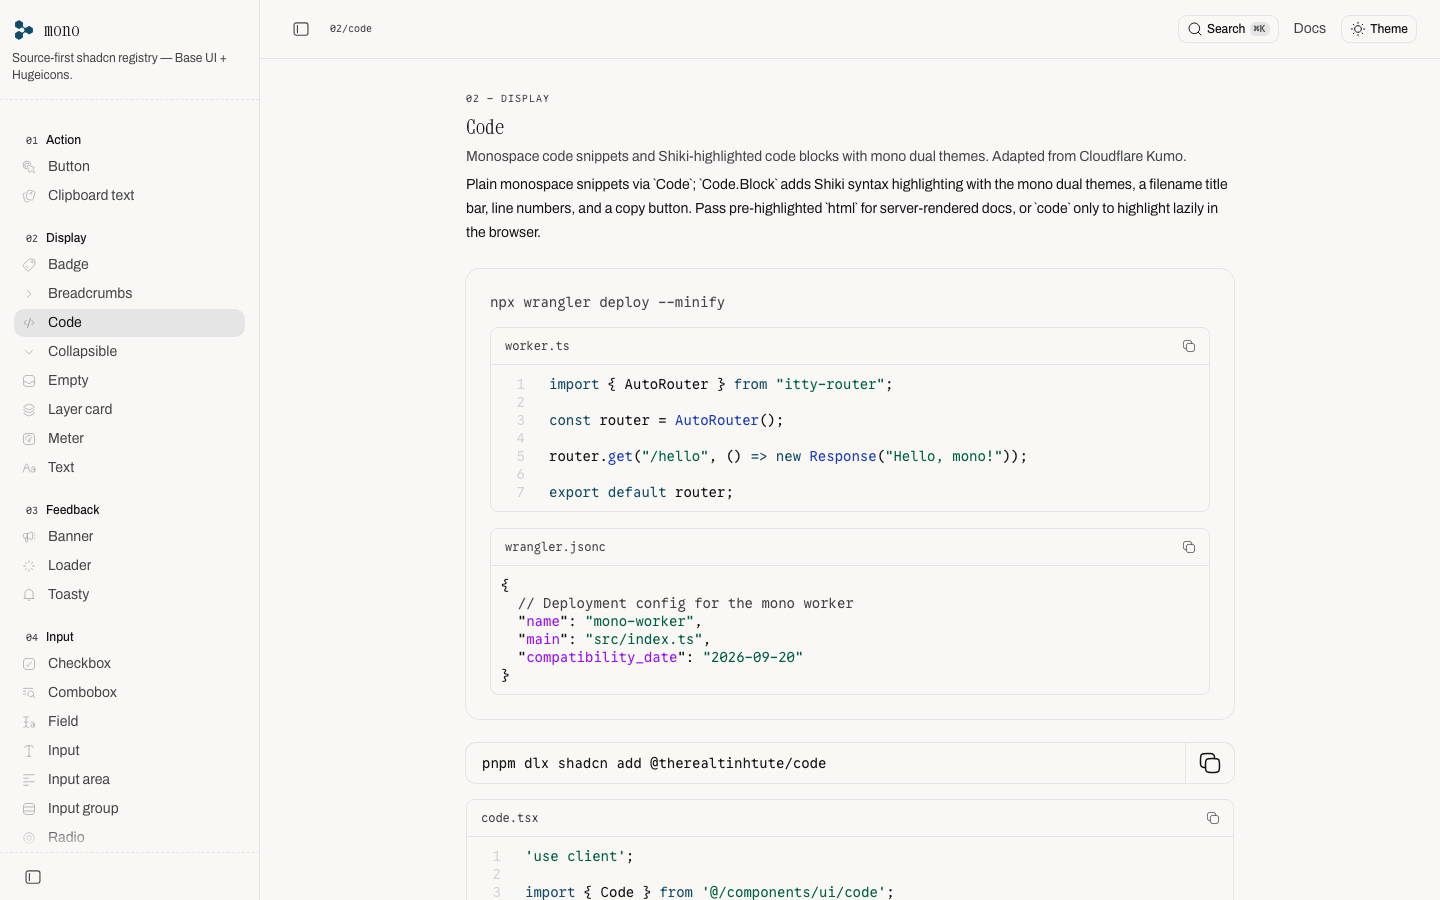 mono
Source-first shadcn registry — Base UI +
Hugeicons.
01 Action
Button
Clipboard text
02 Display
Badge
Breadcrumbs
Code
Collapsible
Empty
Layer card
Meter
Text
03 Feedback
Banner
Loader
Toasty
04 Input
Checkbox
Combobox
Field
Input
Input area
Input group
Radio
02/code
Search ⌘K
Docs
Theme
02 — DISPLAY
Code
Monospace code snippets and Shiki-highlighted code blocks with mono dual themes. Adapted from Cloudflare Kumo.
Plain monospace snippets via `Code`; `Code.Block` adds Shiki syntax highlighting with the mono dual themes, a filename title
bar, line numbers, and a copy button. Pass pre-highlighted `html` for server-rendered docs, or `code` only to highlight lazily in
the browser.
npx wrangler deploy --minify
worker.ts
1 import { AutoRouter } from "itty-router";
2
3 const router = AutoRouter();
4
5 router.get("/hello", () => new Response("Hello, mono!"));
6
7 export default router;
wrangler.jsonc
{
  // Deployment config for the mono worker
  "name": "mono-worker",
  "main": "src/index.ts",
  "compatibility_date": "2026-09-20"
}
pnpm dlx shadcn add @therealtinhtute/code
code.tsx
1 'use client';
2
3 import { Code } from '@/components/ui/code';